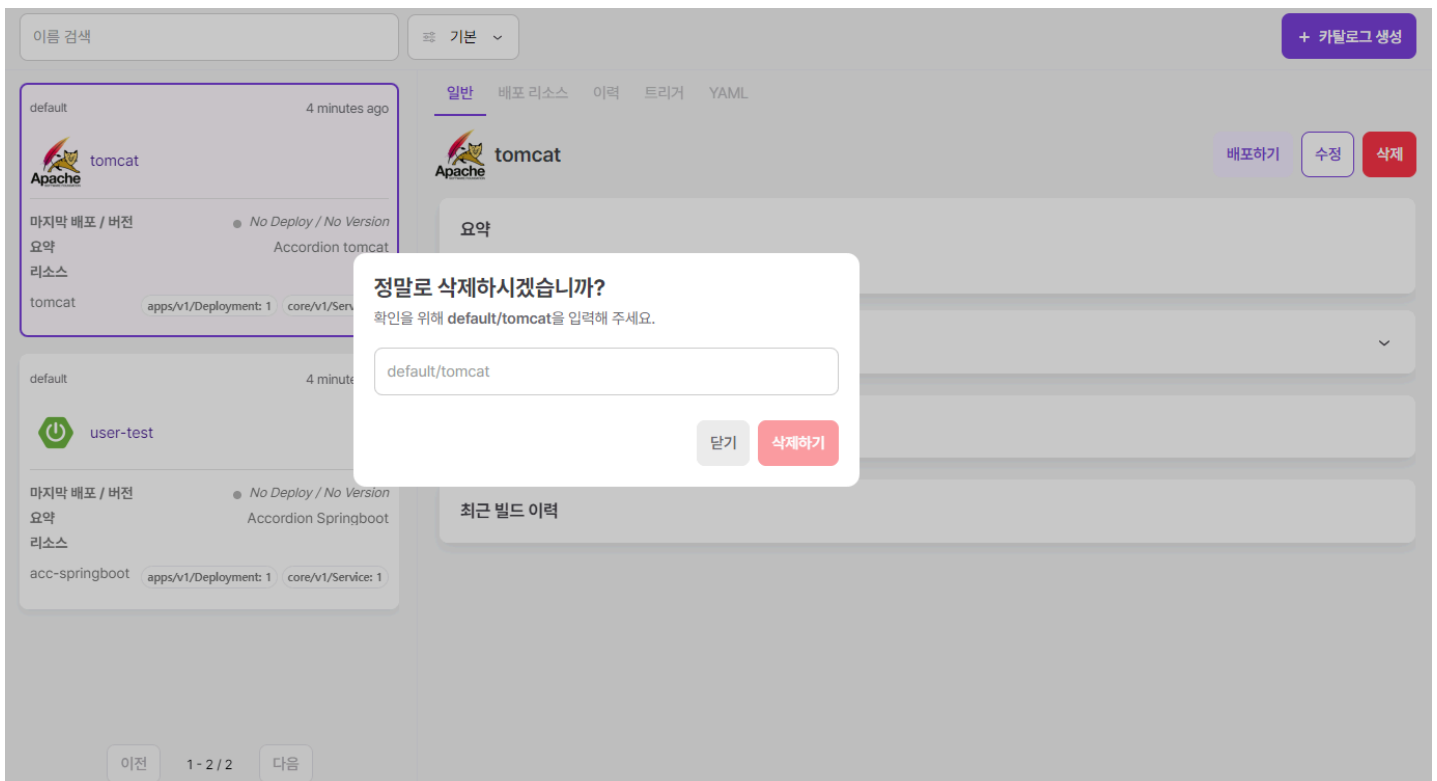 이름 검색
기본
+ 카탈로그 생성
default
4 minutes ago
Apache
tomcat
마지막 배포 / 버전
No Deploy / No Version
요약
Accordion tomcat
리소스
tomcat
apps/v1/Deployment: 1
core/v1/Serv
default
4 minute
user-test
마지막 배포 / 버전
No Deploy / No Version
요약
Accordion Springboot
리소스
acc-springboot
apps/v1/Deployment: 1
core/v1/Service: 1
이전
1 - 2 / 2
다음
일반 배포 리소스 이력 트리거 YAML
Apache
tomcat
배포하기
수정
삭제
요약
최근 빌드 이력
정말로 삭제하시겠습니까?
확인을 위해 default/tomcat을 입력해 주세요.
default/tomcat
닫기
삭제하기